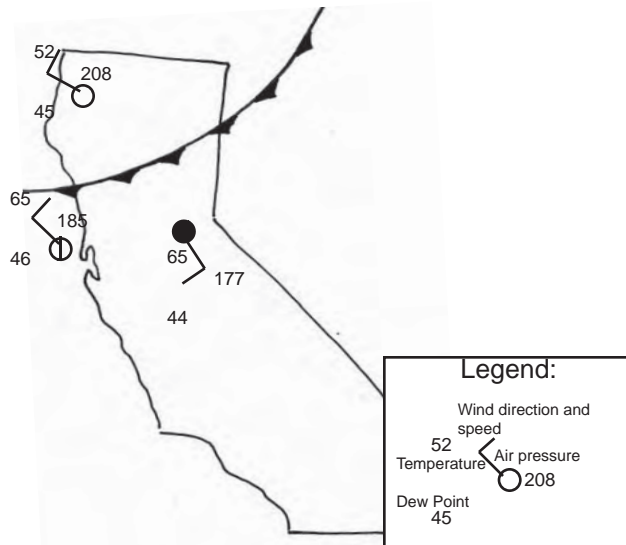 52
208
45
65
185
46
65
177
44
Legend:
Wind direction and
speed
52
Temperature
Air pressure
208
Dew Point
45